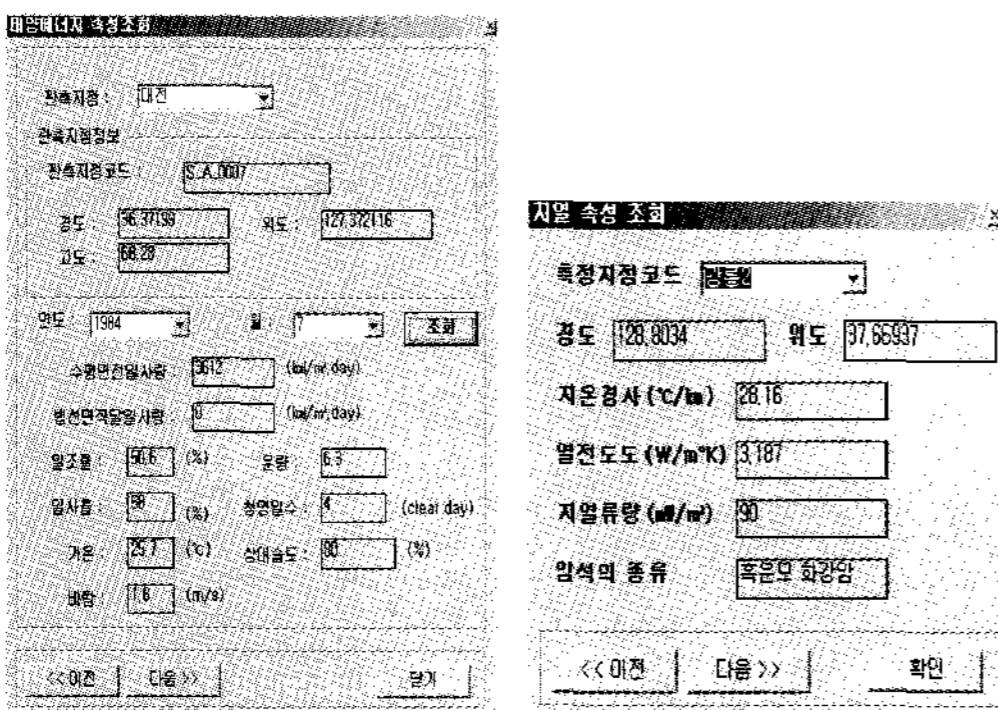 태양에너지 속성조회
관측지점 : 대전
관측지점정보
관측지점코드 : S_A_0007
경도 : 36.37199 위도 : 127.372116
고도 : 68.28
연도 : 1984 월 : 7 조회
수평면전일사량 : 3612 (kcal/㎡.day)
법선면직달일사량 : 0 (kcal/㎡.day)
일조률 : 50.6 (%) 운량 : 6.3
일사률 : (%) 청명일수 : 4 (clear day)
기온 : 25.7 (℃) 상대습도 : 80 (%)
바람 : 1.6 (m/s)
<< 이전 다음 >> 닫기
지열 속성 조회
측정지점코드
경도 128.8034 위도 37.66937
지온경사 (℃/km) 28.16
열전도도 (W/m°K) 3.187
지열류량 (mW/㎡) 90
암석의 종류 흑운모 화강암
<< 이전 다음 >> 확인